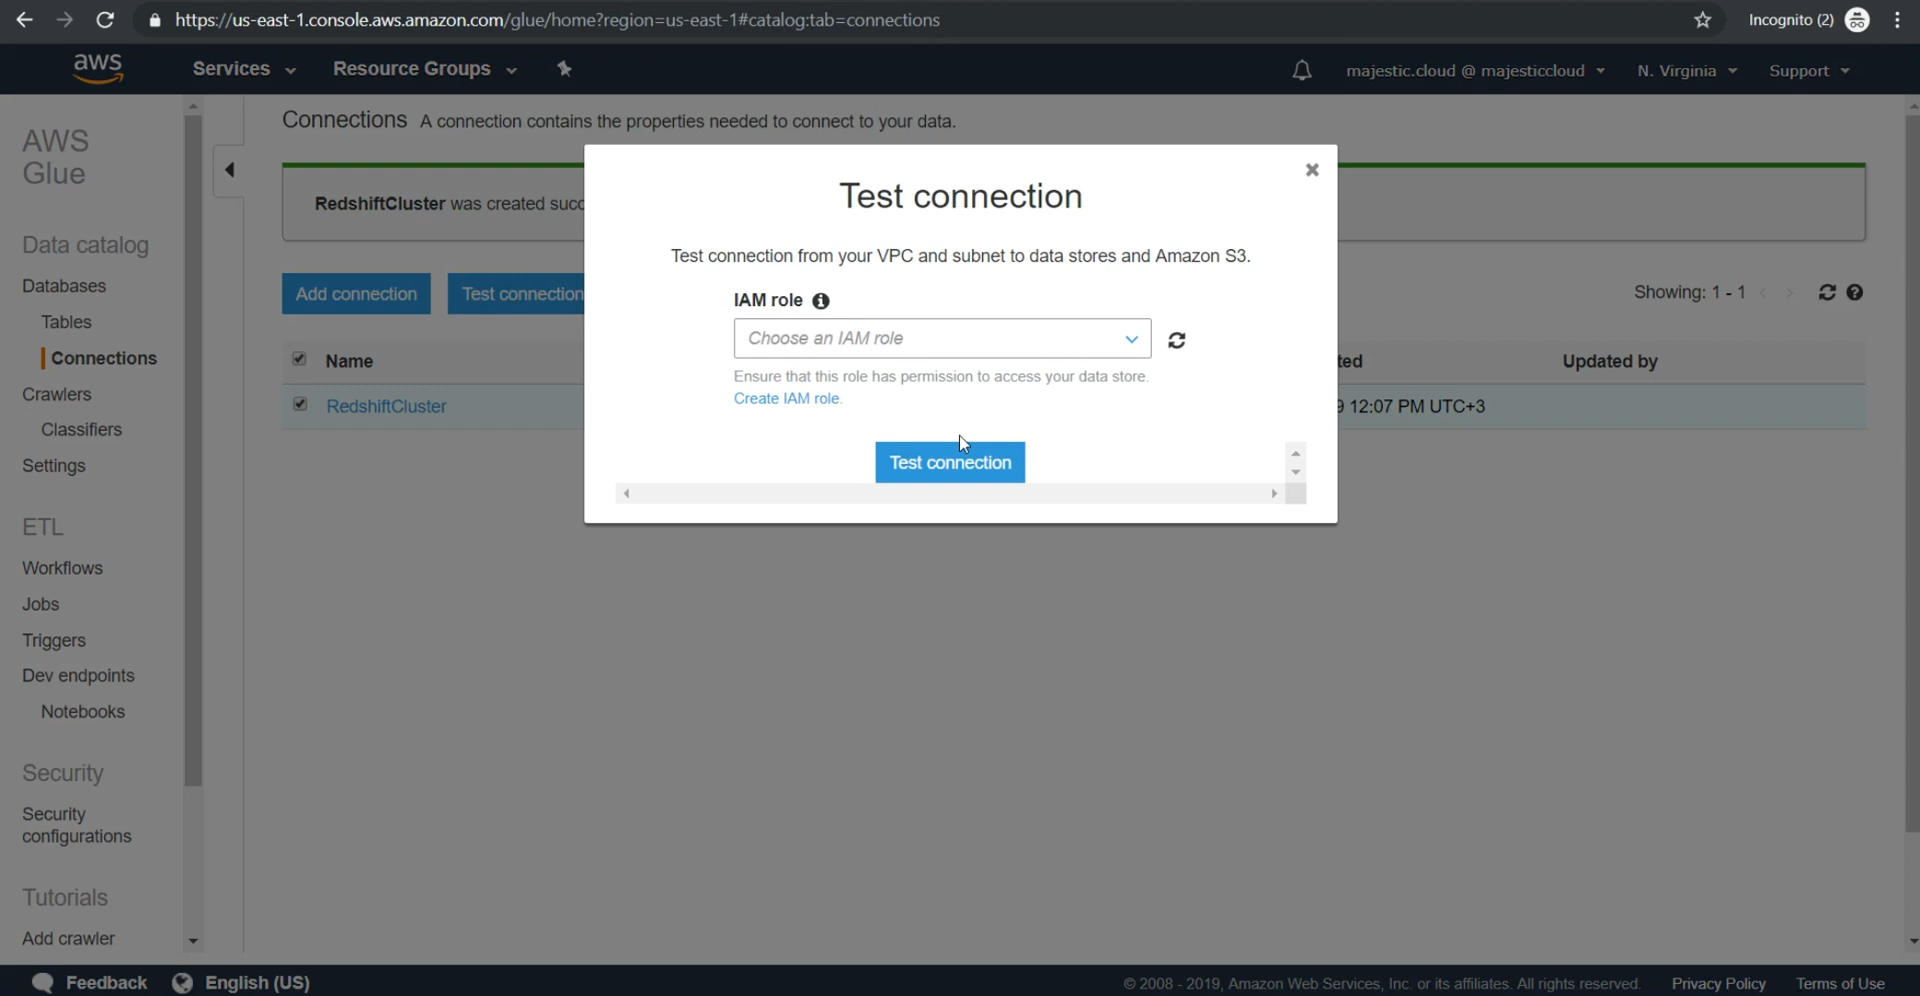 https://us-east-1.console.aws.amazon.com/glue/home?region=us-east-1#catalog:tab=connections
Incognito (2)
aws
Services
Resource Groups
majestic.cloud @ majesticcloud
N. Virginia
Support
AWS
Glue
Data catalog
Databases
Tables
Connections
Crawlers
Classifiers
Settings
ETL
Workflows
Jobs
Triggers
Dev endpoints
Notebooks
Security
Security
configurations
Tutorials
Add crawler
Connections A connection contains the properties needed to connect to your data.
RedshiftCluster was created succ
Add connection
Test connection
Showing: 1 - 1
Name
ted
Updated by
RedshiftCluster
9 12:07 PM UTC+3
Test connection
Test connection from your VPC and subnet to data stores and Amazon S3.
IAM role
Choose an IAM role
Ensure that this role has permission to access your data store.
Create IAM role.
Test connection
Feedback
English (US)
© 2008 - 2019, Amazon Web Services, Inc. or its affiliates. All rights reserved.
Privacy Policy
Terms of Use